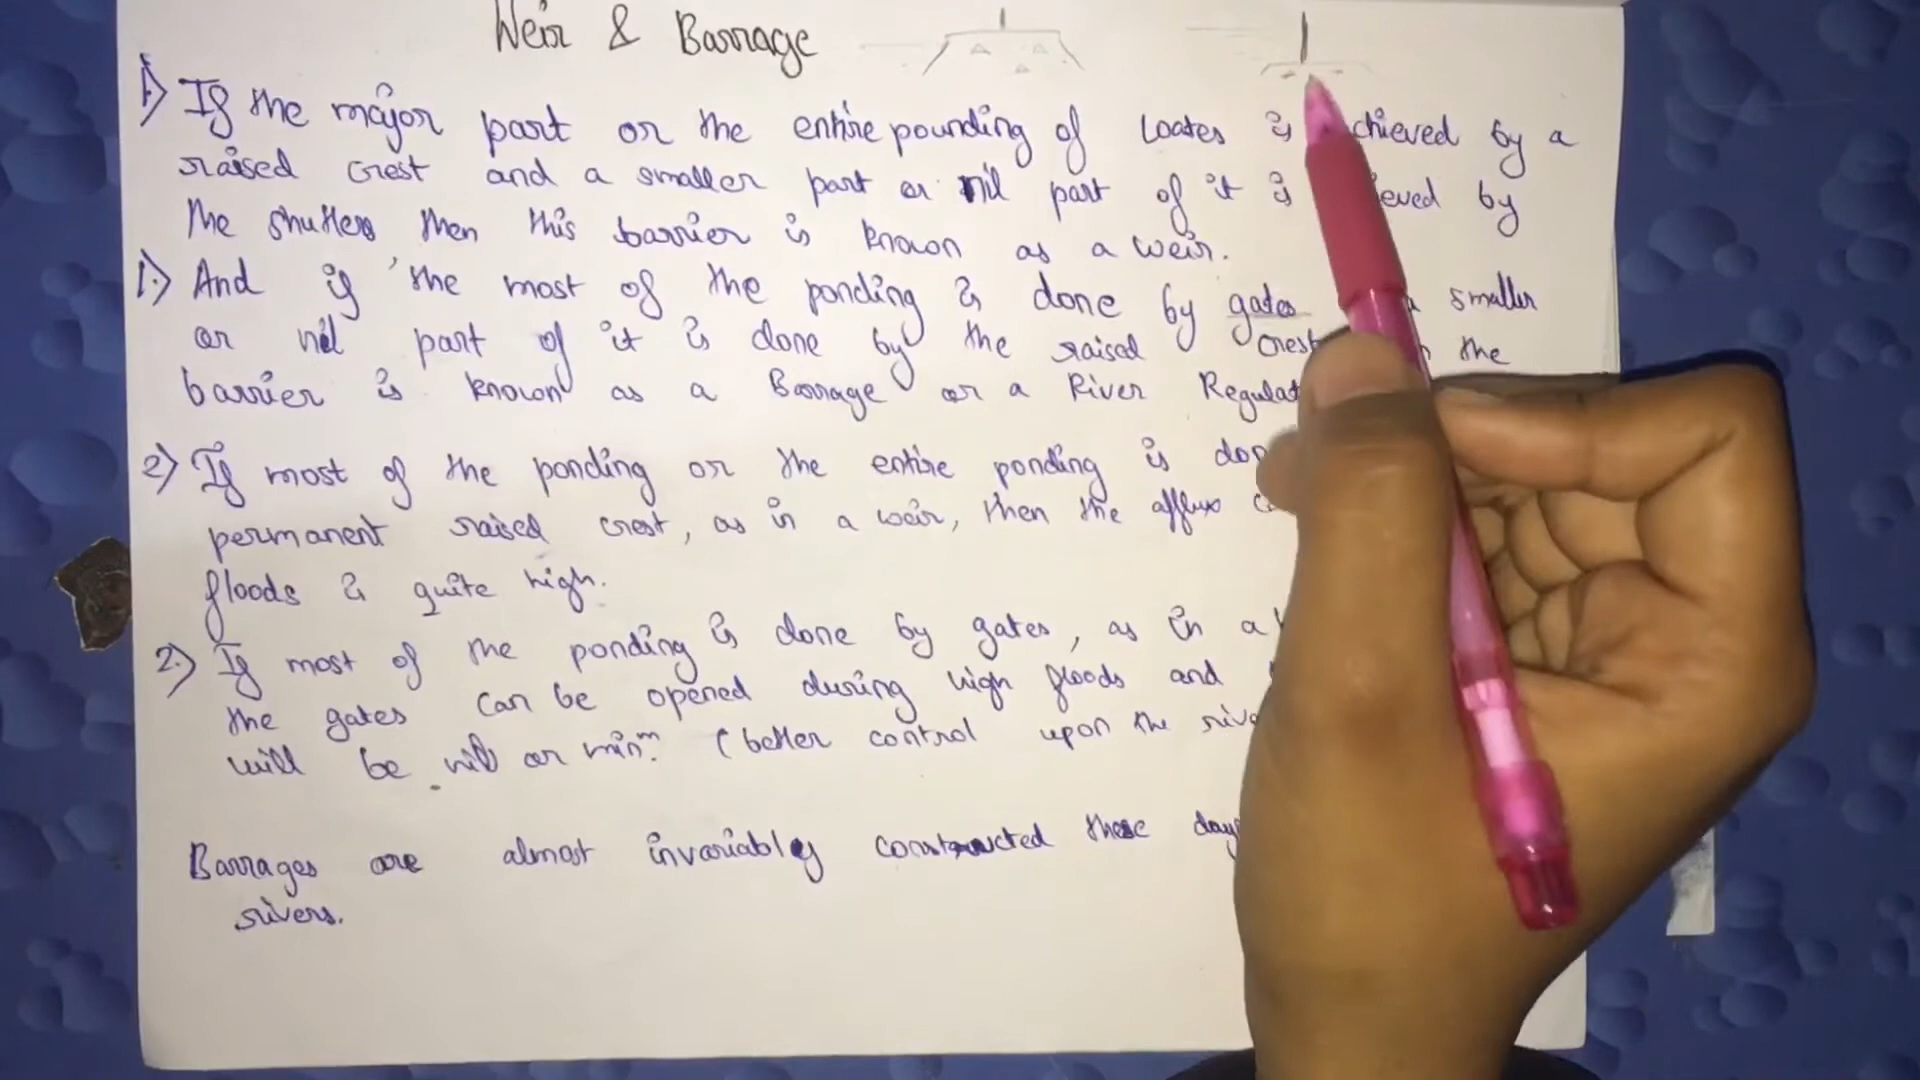 Weir & Barrage
1) If the major part or the entire pounding of water is achieved by a
raised crest and a smaller part or nil part of it is by
the shutters then this barrier is known as a weir.
1.) And if the most of the ponding is done by gates a smaller
or nil part of it is done by the raised crest the
barrier is known as a Barrage or a River
2) If most of the ponding or the entire ponding is
permanent raised crest, as in a weir, then the afflux
floods is quite high.
2.) If most of the ponding is done by gates, as in a
the gates can be opened during high floods and
will be nil or minm. (better control upon the
Barrages are almost invariably constructed these
rivers.